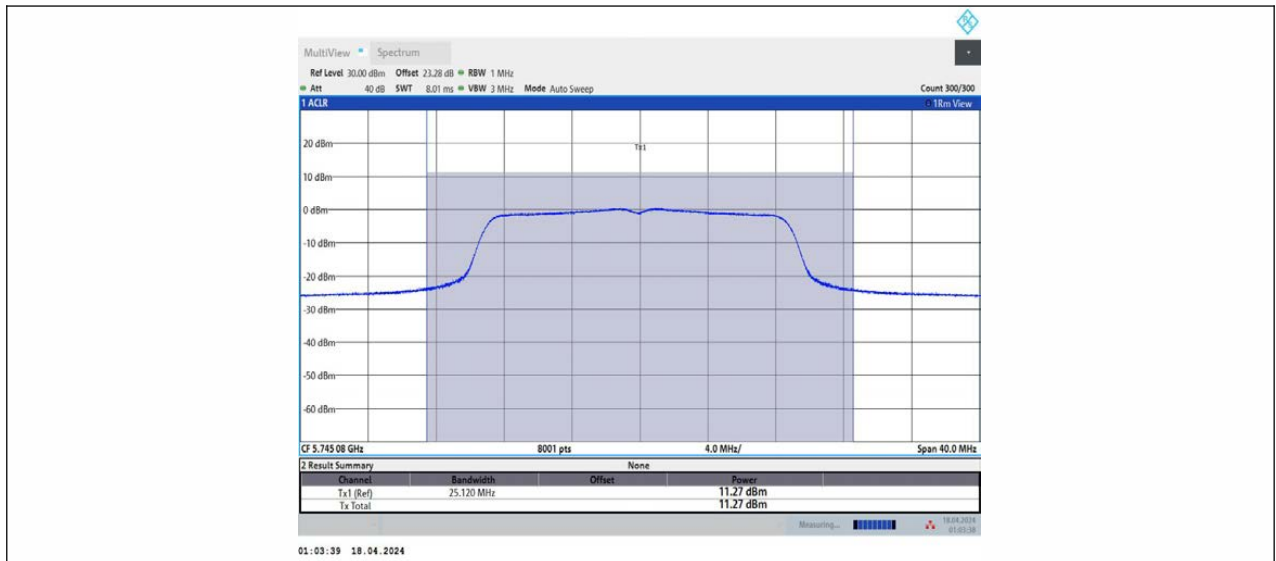 MultiView Spectrum
Ref Level 30.00 dBm Offset 23.28 dB RBW 1 MHz
Att 40 dB SWT 8.01 ms VBW 3 MHz Mode Auto Sweep Count 300/300
1 ACLR 1Rm View
20 dBm
Tx1
10 dBm
0 dBm
-10 dBm
-20 dBm
-30 dBm
-40 dBm
-50 dBm
-60 dBm
CF 5.745 08 GHz 8001 pts 4.0 MHz/ Span 40.0 MHz
2 Result Summary None
Channel Bandwidth Offset Power
Tx1 (Ref) 25.120 MHz 11.27 dBm
Tx Total 11.27 dBm
Measuring... 18.04.2024
01:03:38
01:03:39 18.04.2024